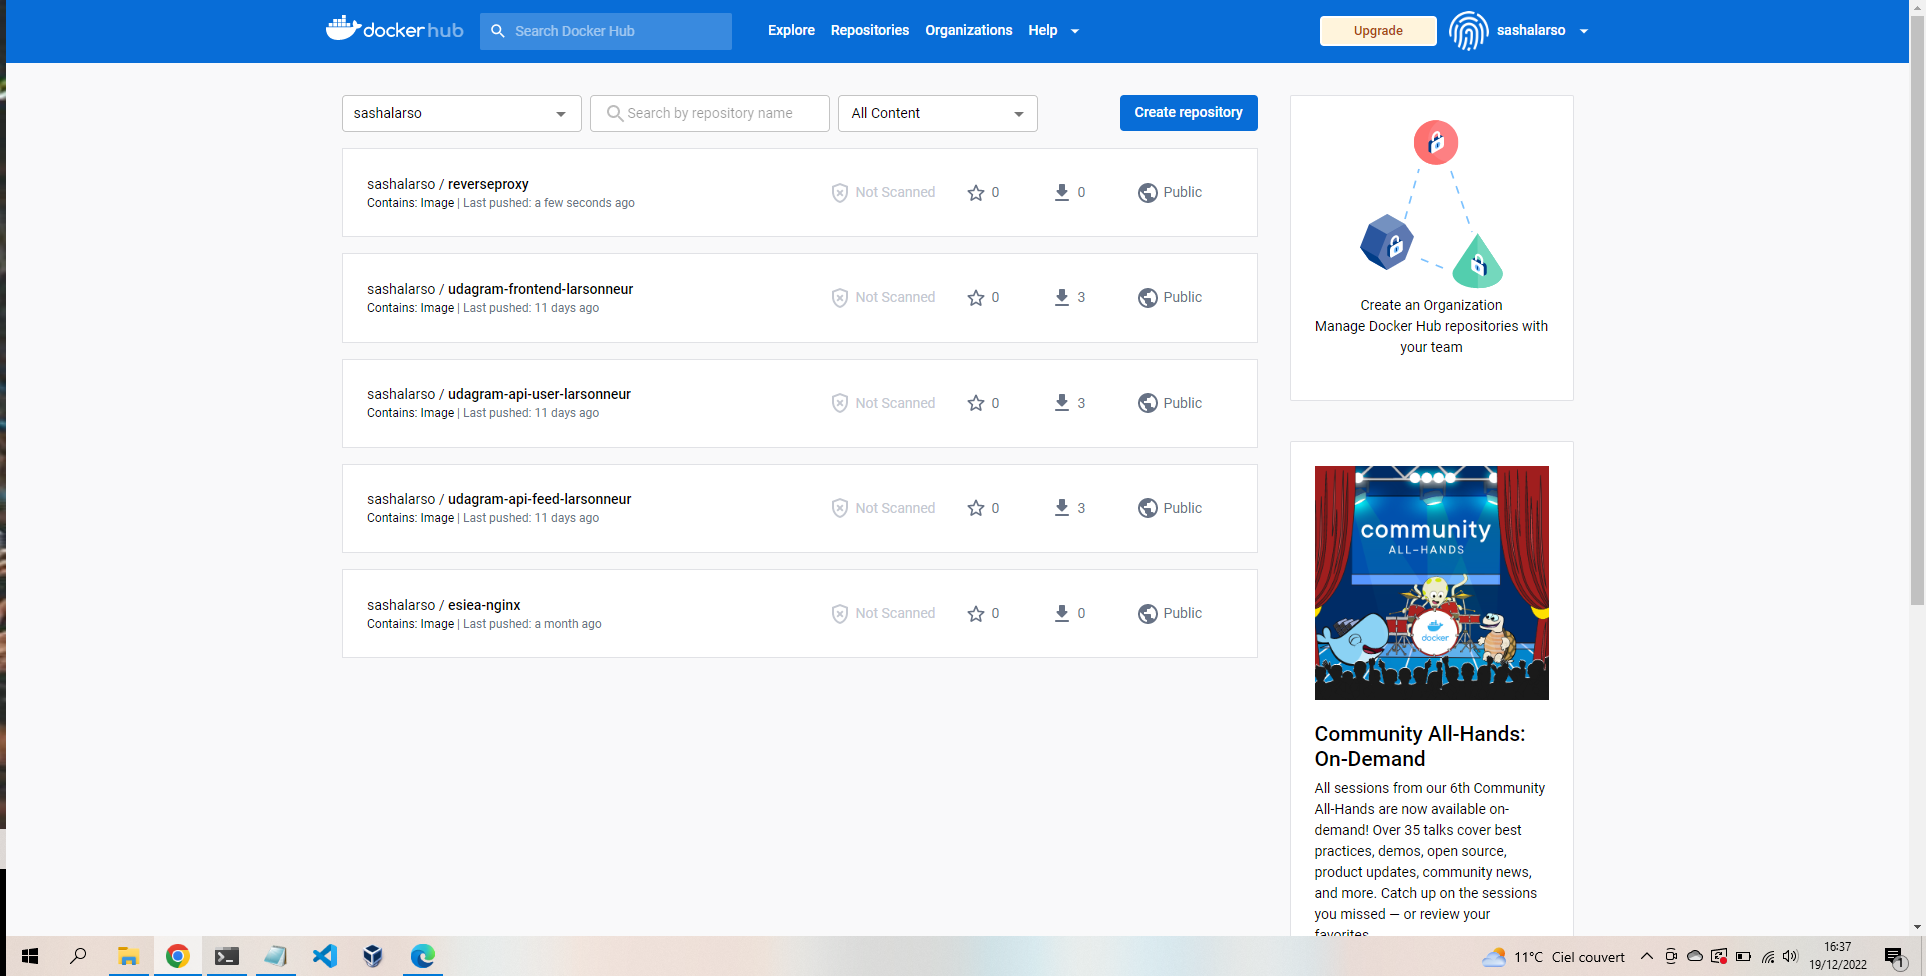 docker hub
Search Docker Hub
Explore
Repositories
Organizations
Help
Upgrade
sashalarso
sashalarso
Search by repository name
All Content
Create repository
sashalarso / reverseproxy
Contains: Image | Last pushed: a few seconds ago
Not Scanned
0
0
Public
sashalarso / udagram-frontend-larsonneur
Contains: Image | Last pushed: 11 days ago
Not Scanned
0
3
Public
sashalarso / udagram-api-user-larsonneur
Contains: Image | Last pushed: 11 days ago
Not Scanned
0
3
Public
sashalarso / udagram-api-feed-larsonneur
Contains: Image | Last pushed: 11 days ago
Not Scanned
0
3
Public
sashalarso / esiea-nginx
Contains: Image | Last pushed: a month ago
Not Scanned
0
0
Public
Create an Organization
Manage Docker Hub repositories with
your team
community
ALL-HANDS
docker
Community All-Hands:
On-Demand
All sessions from our 6th Community
All-Hands are now available on-
demand! Over 35 talks cover best
practices, demos, open source,
product updates, community news,
and more. Catch up on the sessions
you missed — or review your
favorites.
11°C Ciel couvert
16:37
19/12/2022
1